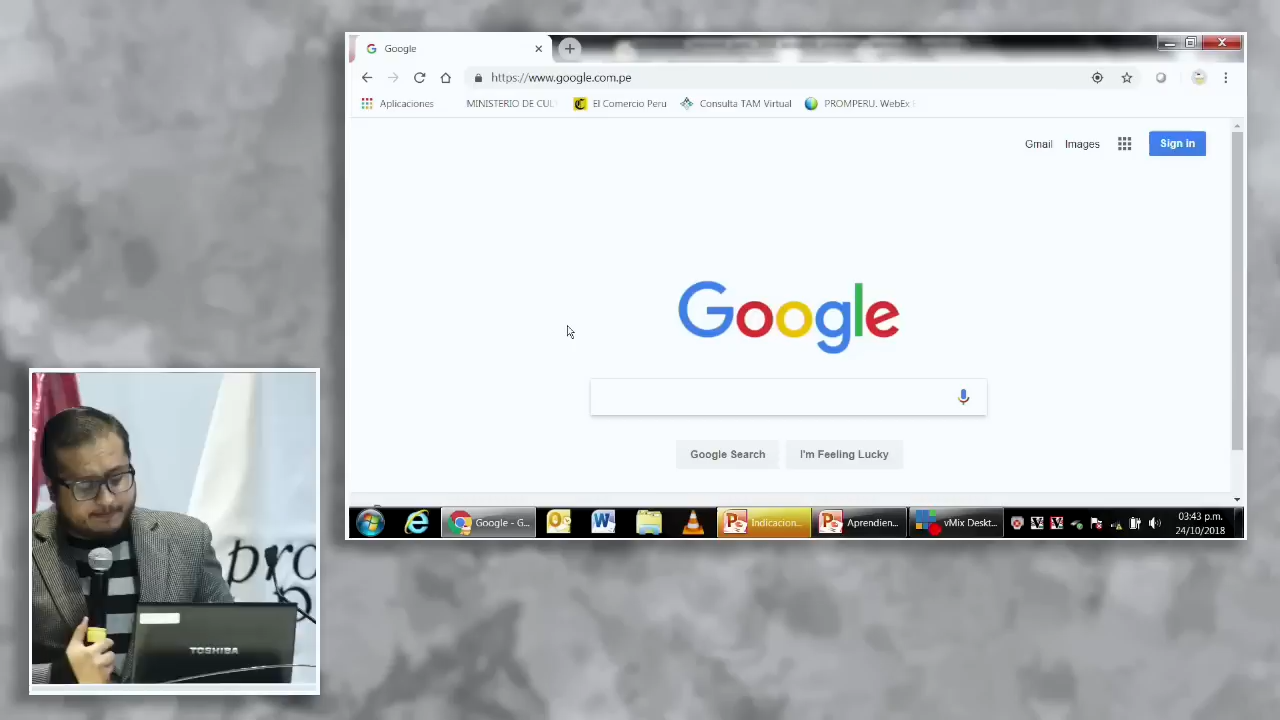 Google
https://www.google.com.pe
Aplicaciones
MINISTERIO DE CUL
El Comercio Peru
Consulta TAM Virtual
PROMPERU. WebEx E
Gmail
Images
Sign in
Google
Google Search
I'm Feeling Lucky
Google - G...
Indicacion...
Aprendien...
vMix Deskt...
03:43 p.m.
24/10/2018
TOSHIBA
pro